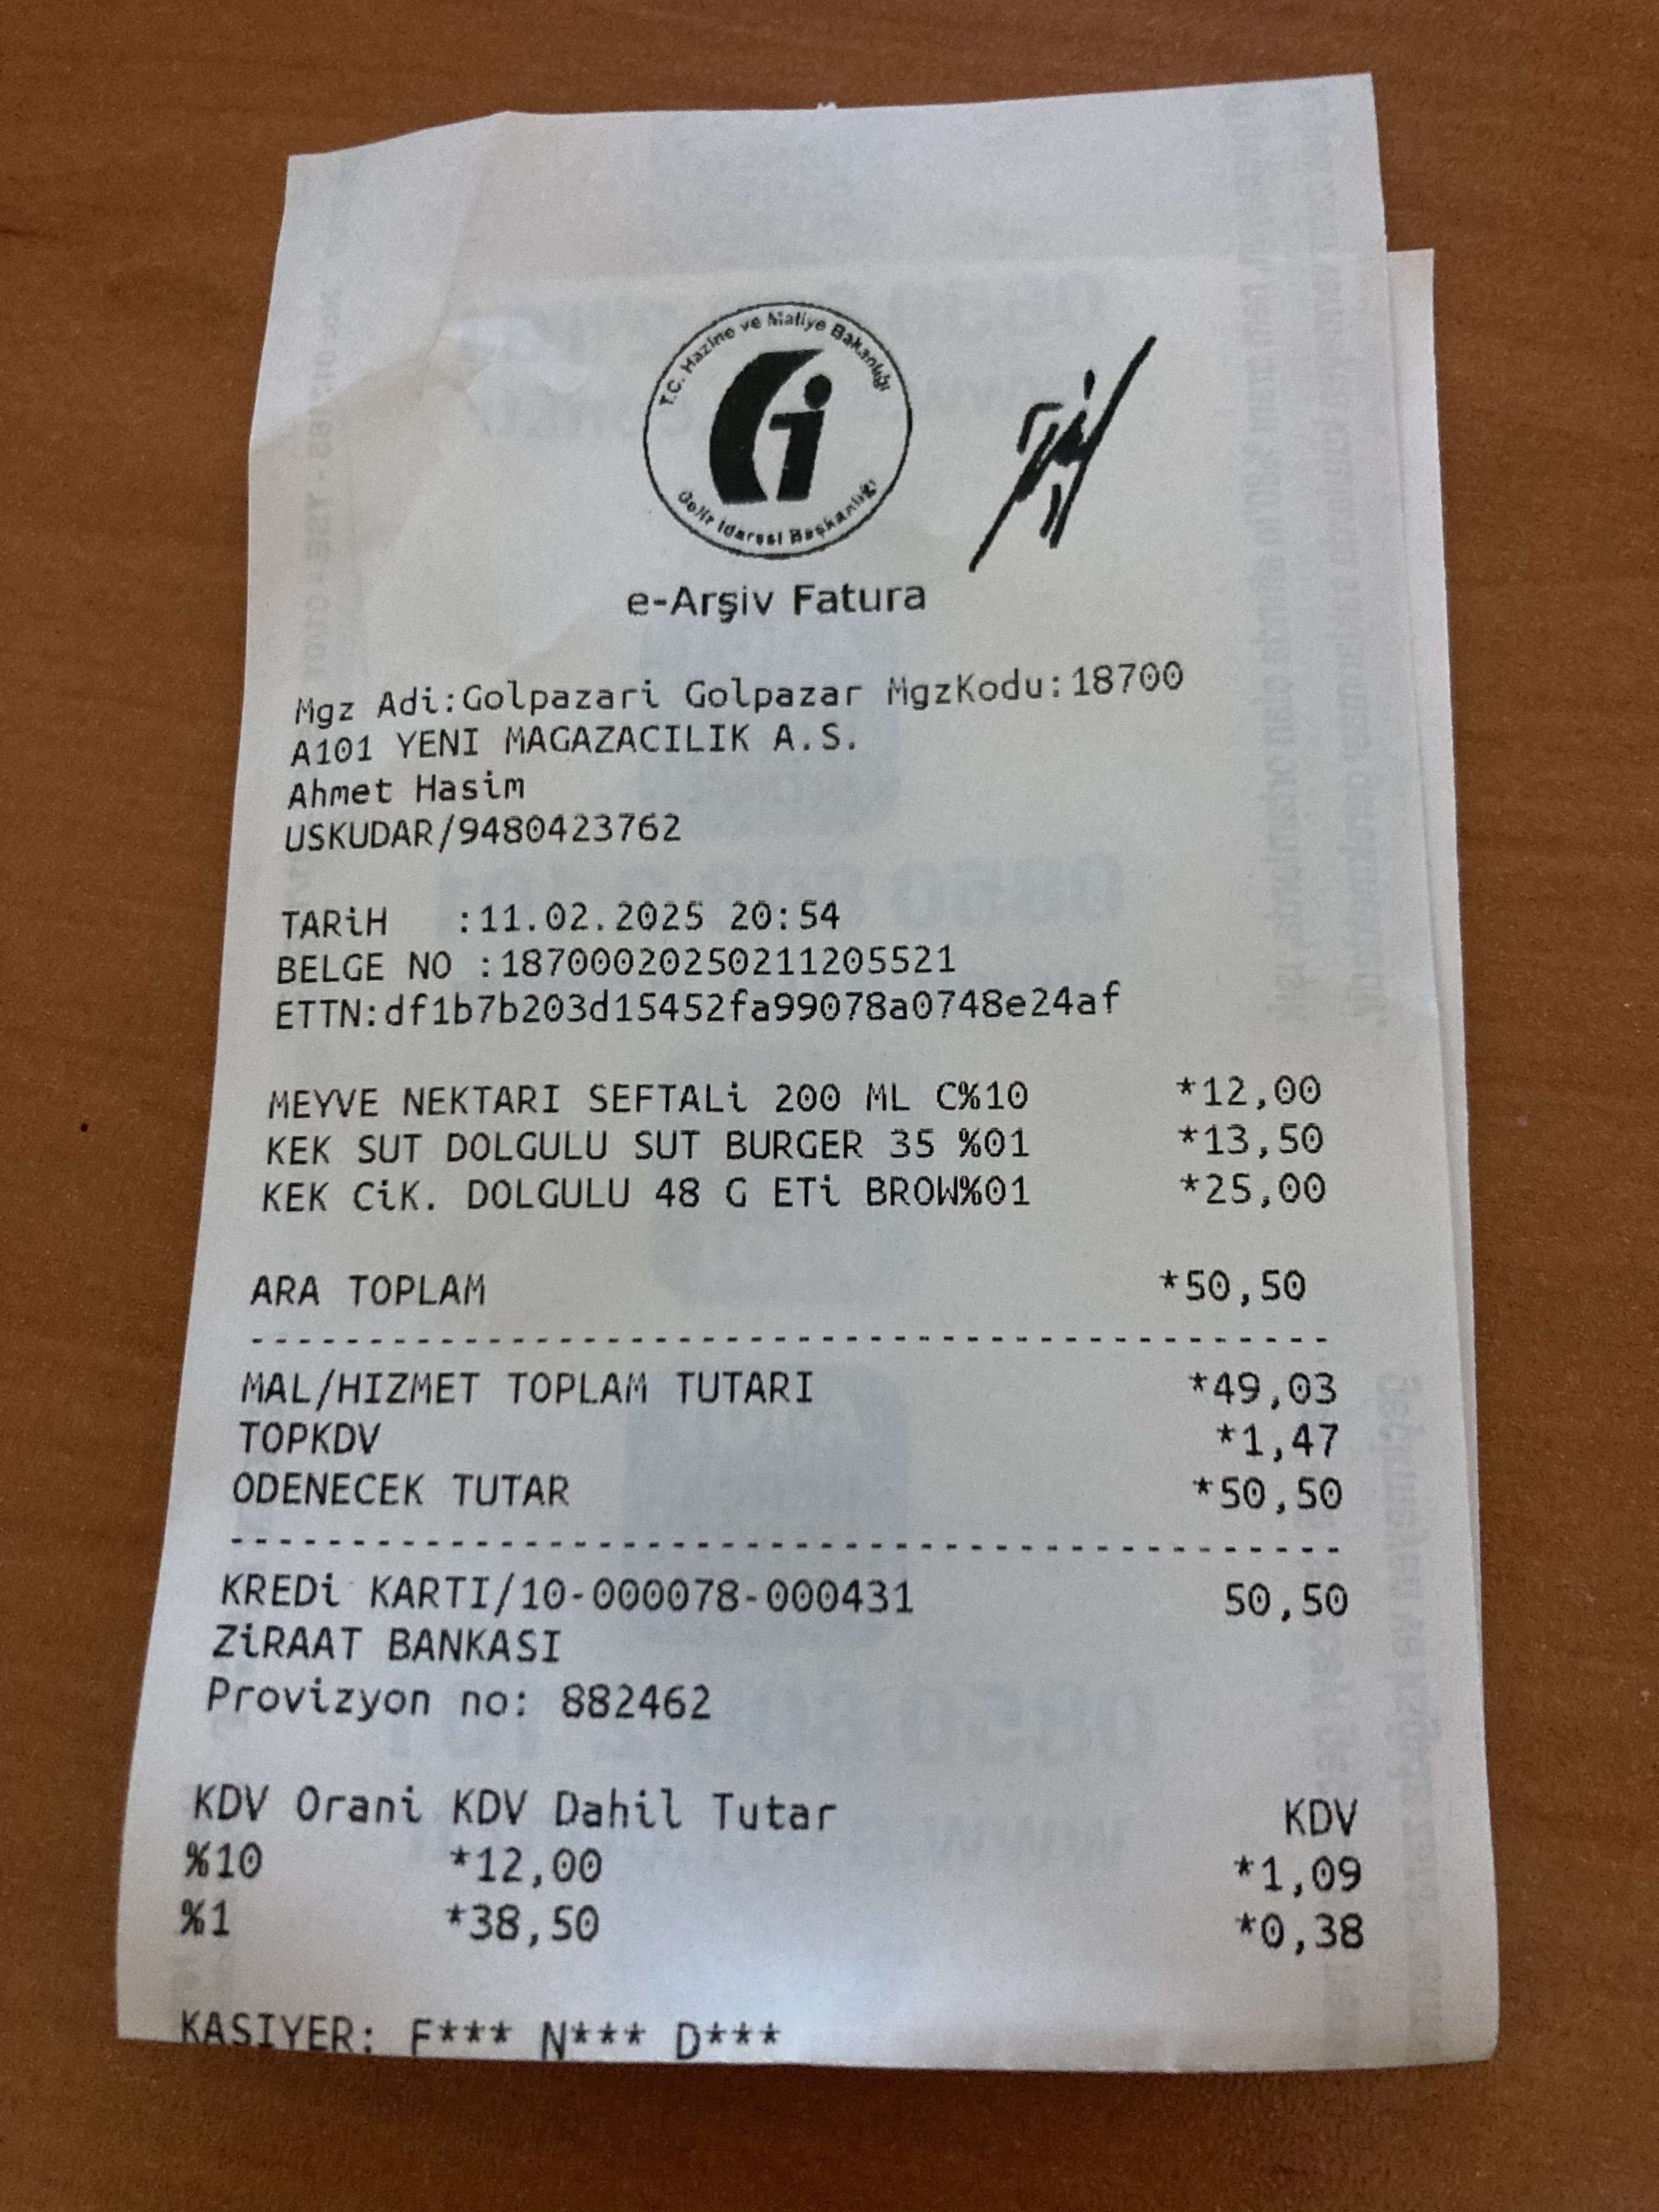 T.C. Hazine ve Maliye Bakanlığı
Gelir İdaresi Başkanlığı
e-Arşiv Fatura
Mgz Adi:Golpazari Golpazar MgzKodu:18700
A101 YENI MAGAZACILIK A.S.
Ahmet Hasim
USKUDAR/9480423762
TARiH :11.02.2025 20:54
BELGE NO :18700020250211205521
ETTN:df1b7b203d15452fa99078a0748e24af
MEYVE NEKTARI SEFTALi 200 ML C%10 *12,00
KEK SUT DOLGULU SUT BURGER 35 %01 *13,50
KEK CiK. DOLGULU 48 G ETi BROW%01 *25,00
ARA TOPLAM *50,50
MAL/HIZMET TOPLAM TUTARI *49,03
TOPKDV *1,47
ODENECEK TUTAR *50,50
KREDi KARTI/10-000078-000431 50,50
ZiRAAT BANKASI
Provizyon no: 882462
KDV Orani KDV Dahil Tutar KDV
%10 *12,00 *1,09
%1 *38,50 *0,38
KASIYER: F*** N*** D***